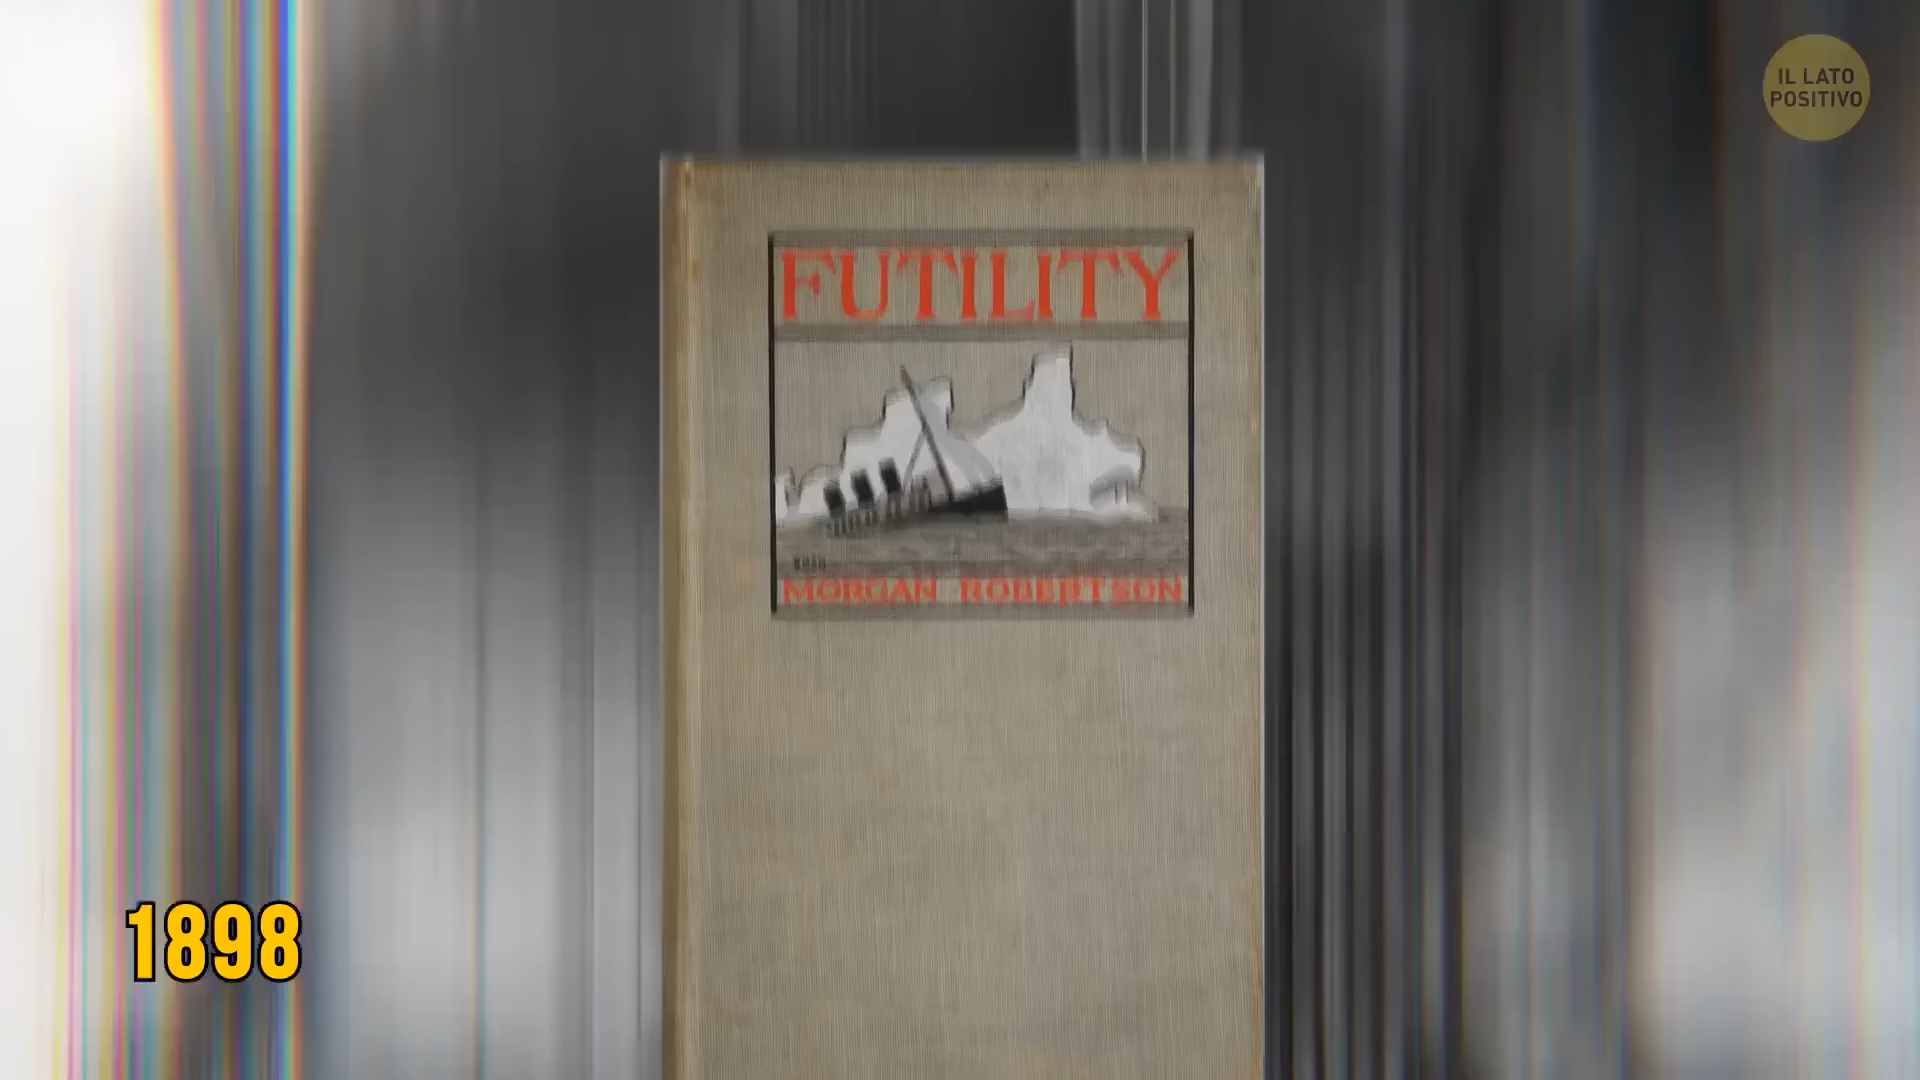 IL LATO
POSITIVO
FUTILITY
MORGAN ROBERTSON
1898